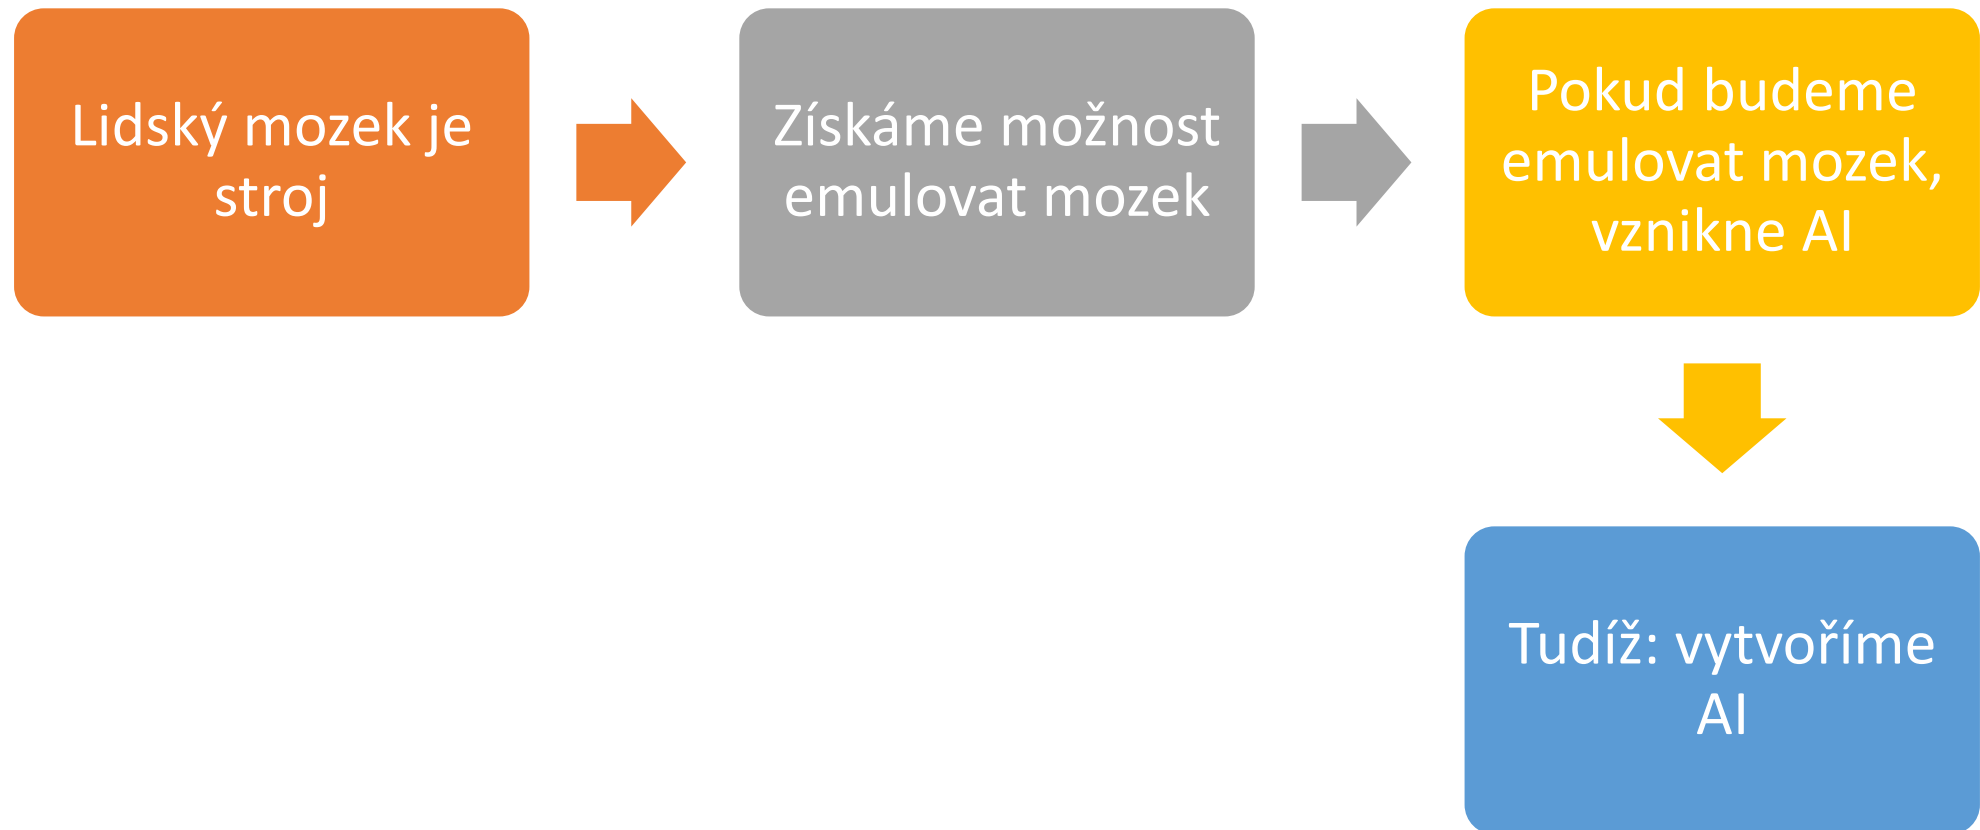 Lidský mozek je
stroj
Získáme možnost
emulovat mozek
Pokud budeme
emulovat mozek,
vznikne AI
Tudíž: vytvoříme
AI